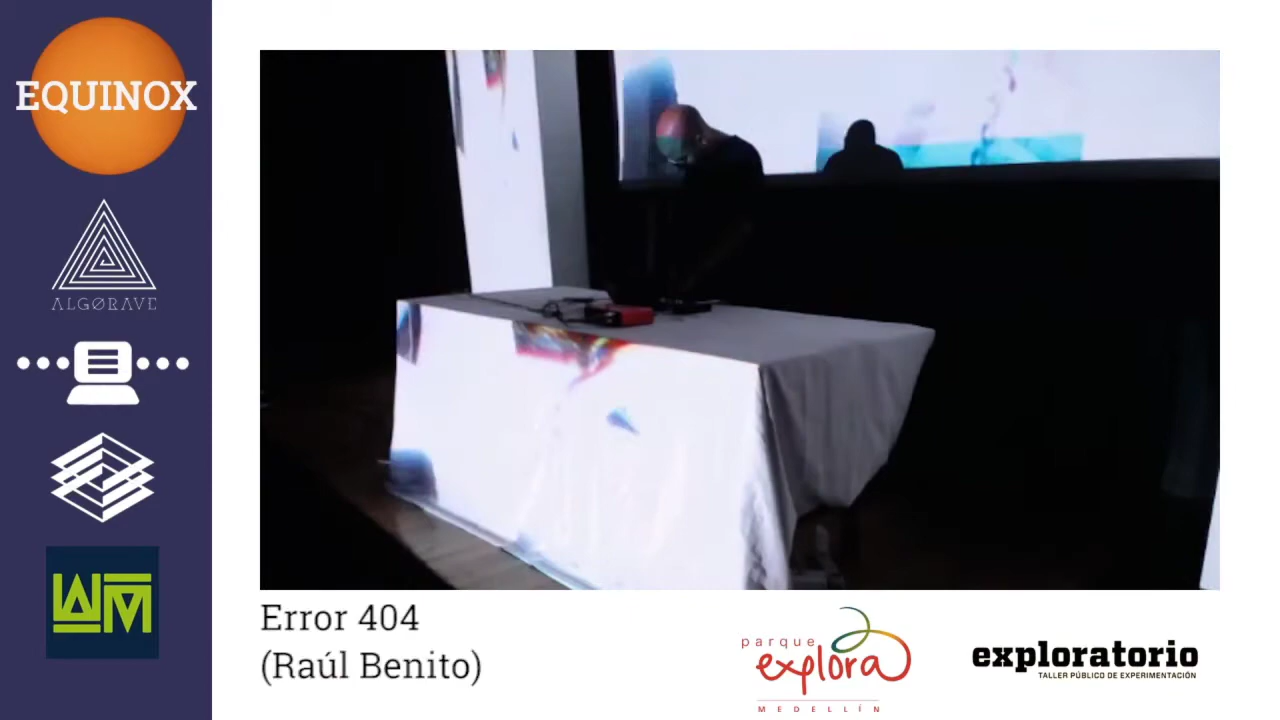 EQUINOX
ALGØRAVE
Error 404
(Raúl Benito)
parque
explora
MEDELLÍN
exploratorio
TALLER PÚBLICO DE EXPERIMENTACIÓN